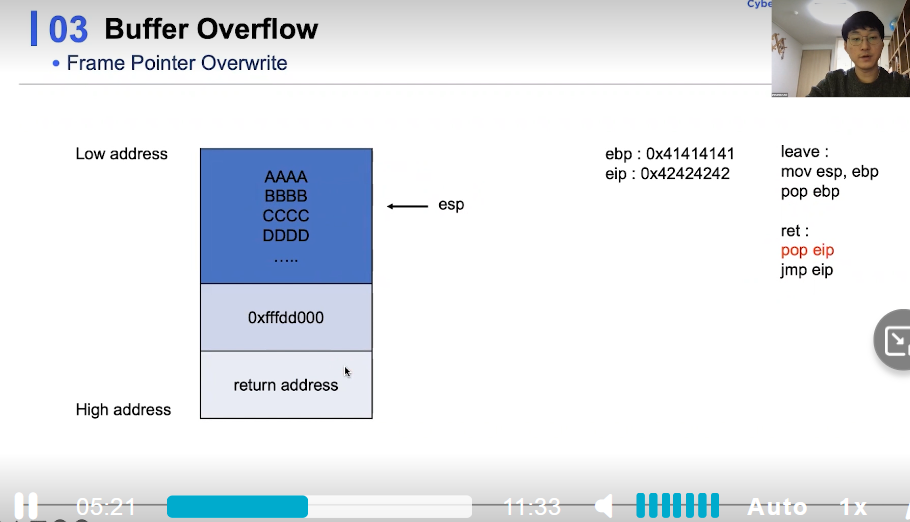 03 Buffer Overflow
• Frame Pointer Overwrite
Low address
AAAA
BBBB
CCCC
DDDD
.....
esp
0xfffdd000
return address
High address
ebp : 0x41414141
eip : 0x42424242
leave :
mov esp, ebp
pop ebp
ret :
pop eip
jmp eip
05:21
11:33
Auto
1x